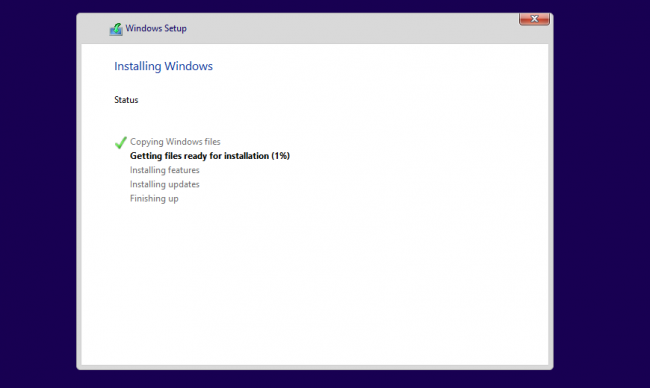 Windows Setup
Installing Windows
Status
Copying Windows files
Getting files ready for installation (1%)
Installing features
Installing updates
Finishing up